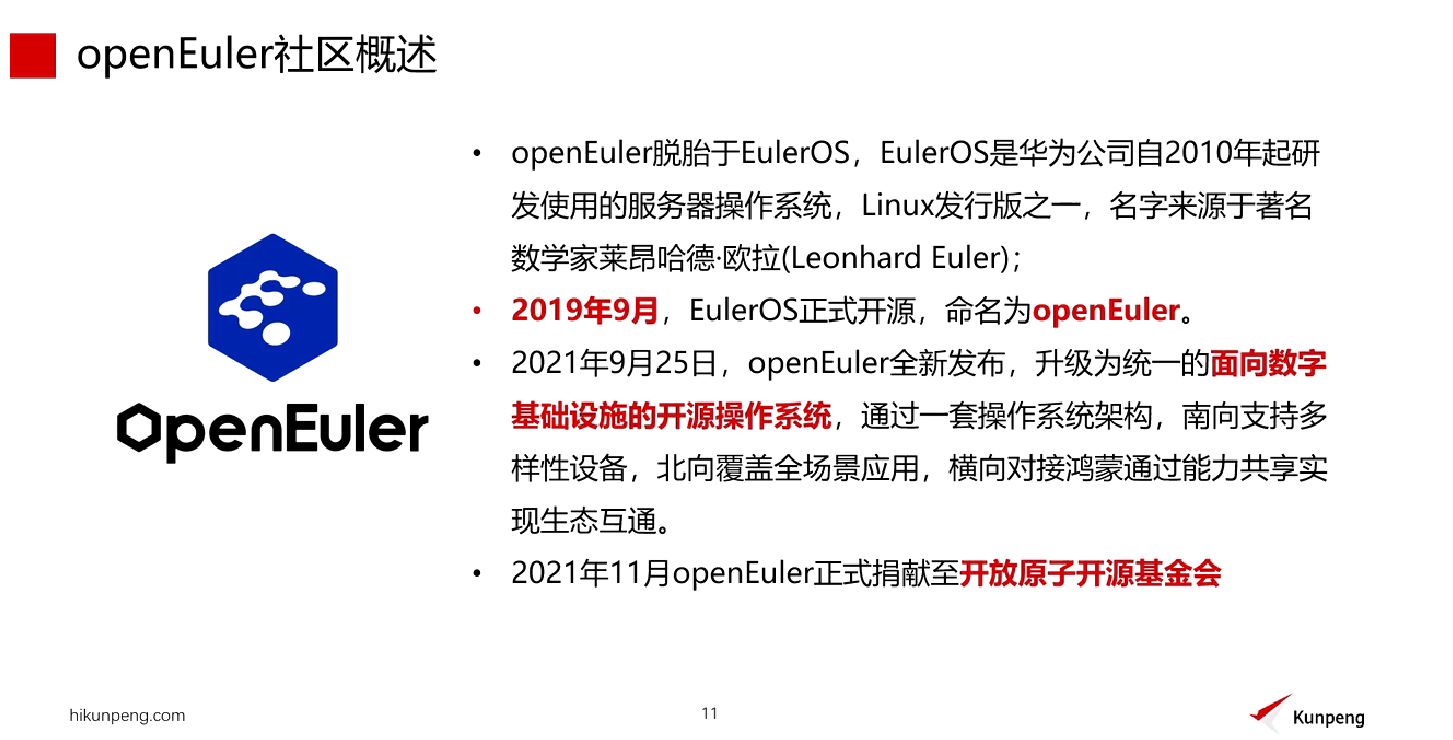 openEuler社区概述
• openEuler脱胎于EulerOS，EulerOS是华为公司自2010年起研
发使用的服务器操作系统，Linux发行版之一，名字来源于著名
数学家莱昂哈德·欧拉(Leonhard Euler)；
• 2019年9月，EulerOS正式开源，命名为openEuler。
• 2021年9月25日，openEuler全新发布，升级为统一的面向数字
基础设施的开源操作系统，通过一套操作系统架构，南向支持多
样性设备，北向覆盖全场景应用，横向对接鸿蒙通过能力共享实
现生态互通。
• 2021年11月openEuler正式捐献至开放原子开源基金会
OpenEuler
hikunpeng.com
11
Kunpeng